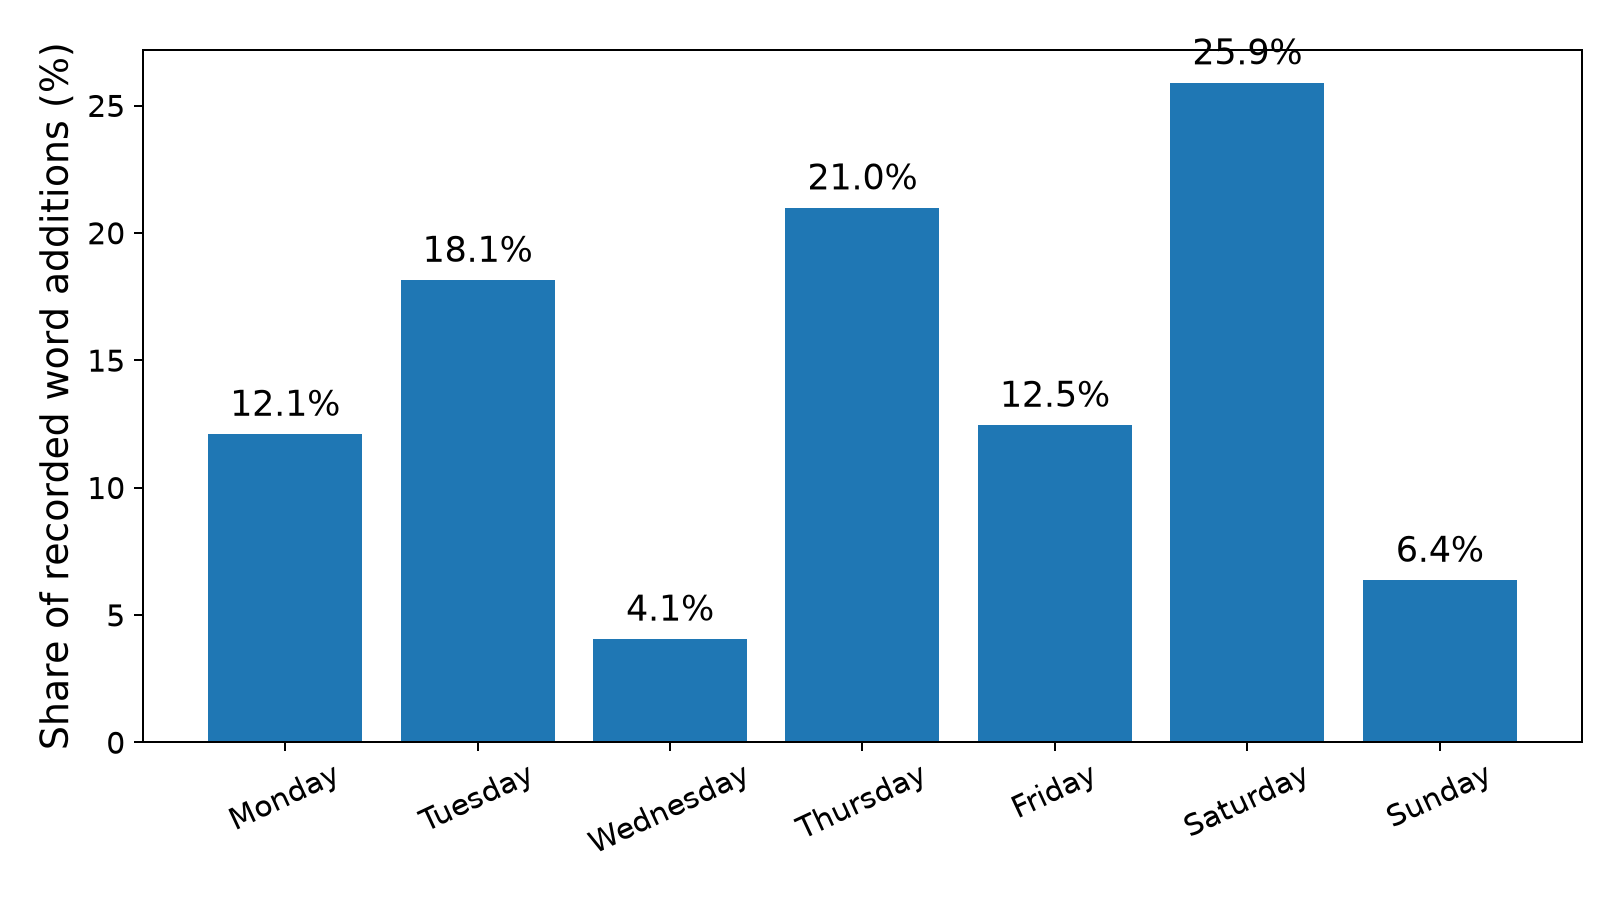 Share of recorded word additions (%)
25
20
15
10
5
0
12.1%
18.1%
4.1%
21.0%
12.5%
25.9%
6.4%
Monday
Tuesday
Wednesday
Thursday
Friday
Saturday
Sunday